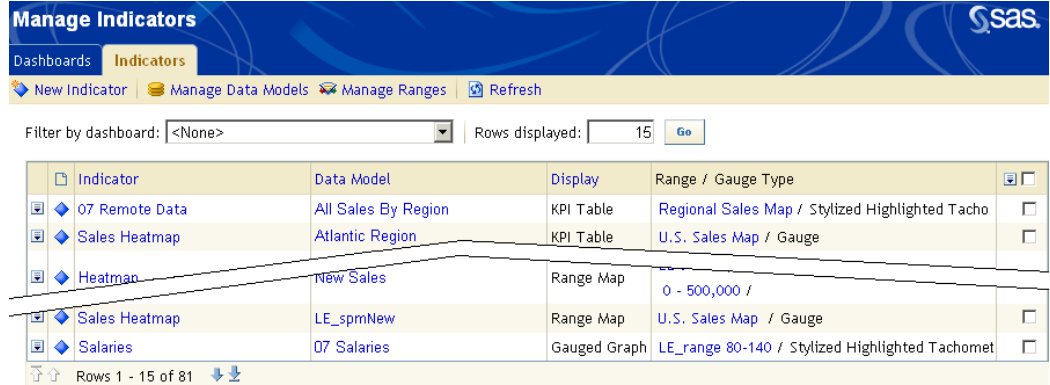 Manage Indicators
sas.
Dashboards Indicators
New Indicator Manage Data Models Manage Ranges Refresh
Filter by dashboard: <None> Rows displayed: 15 Go
Indicator Data Model Display Range / Gauge Type
07 Remote Data All Sales By Region KPI Table Regional Sales Map / Stylized Highlighted Tacho
Sales Heatmap Atlantic Region KPI Table U.S. Sales Map / Gauge
Heatmap New Sales Range Map
0 - 500,000 /
Sales Heatmap LE_spmNew Range Map U.S. Sales Map / Gauge
Salaries 07 Salaries Gauged Graph LE_range 80-140 / Stylized Highlighted Tachomet
Rows 1 - 15 of 81